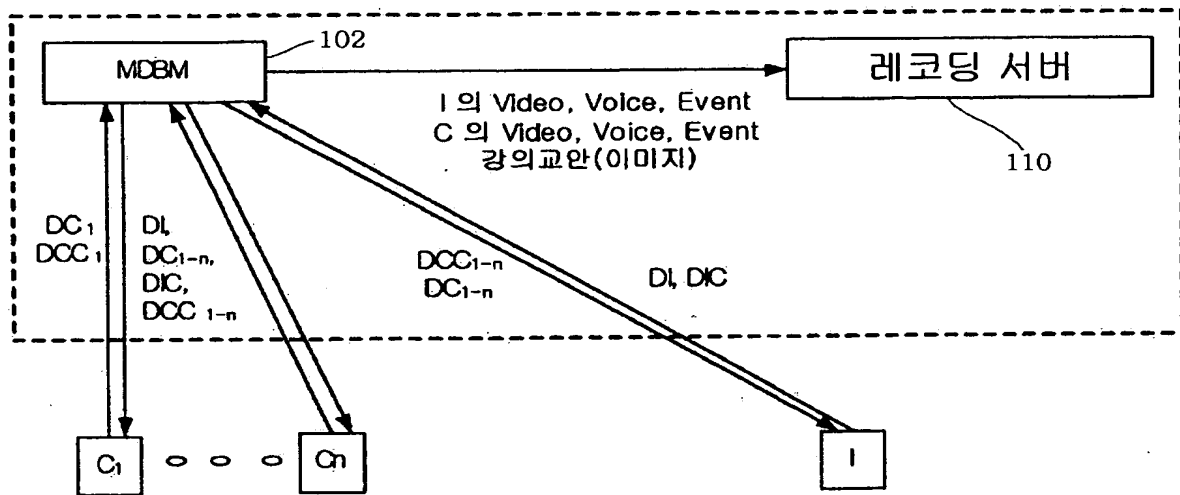 102
MDBM
레코딩 서버
I 의 Video, Voice, Event
C 의 Video, Voice, Event
강의교안(이미지)
110
DC₁
DCC₁
DI,
DC₁₋ₙ,
DIC,
DCC ₁₋ₙ
DCC₁₋ₙ
DC₁₋ₙ
DI, DIC
C₁
Cn
I